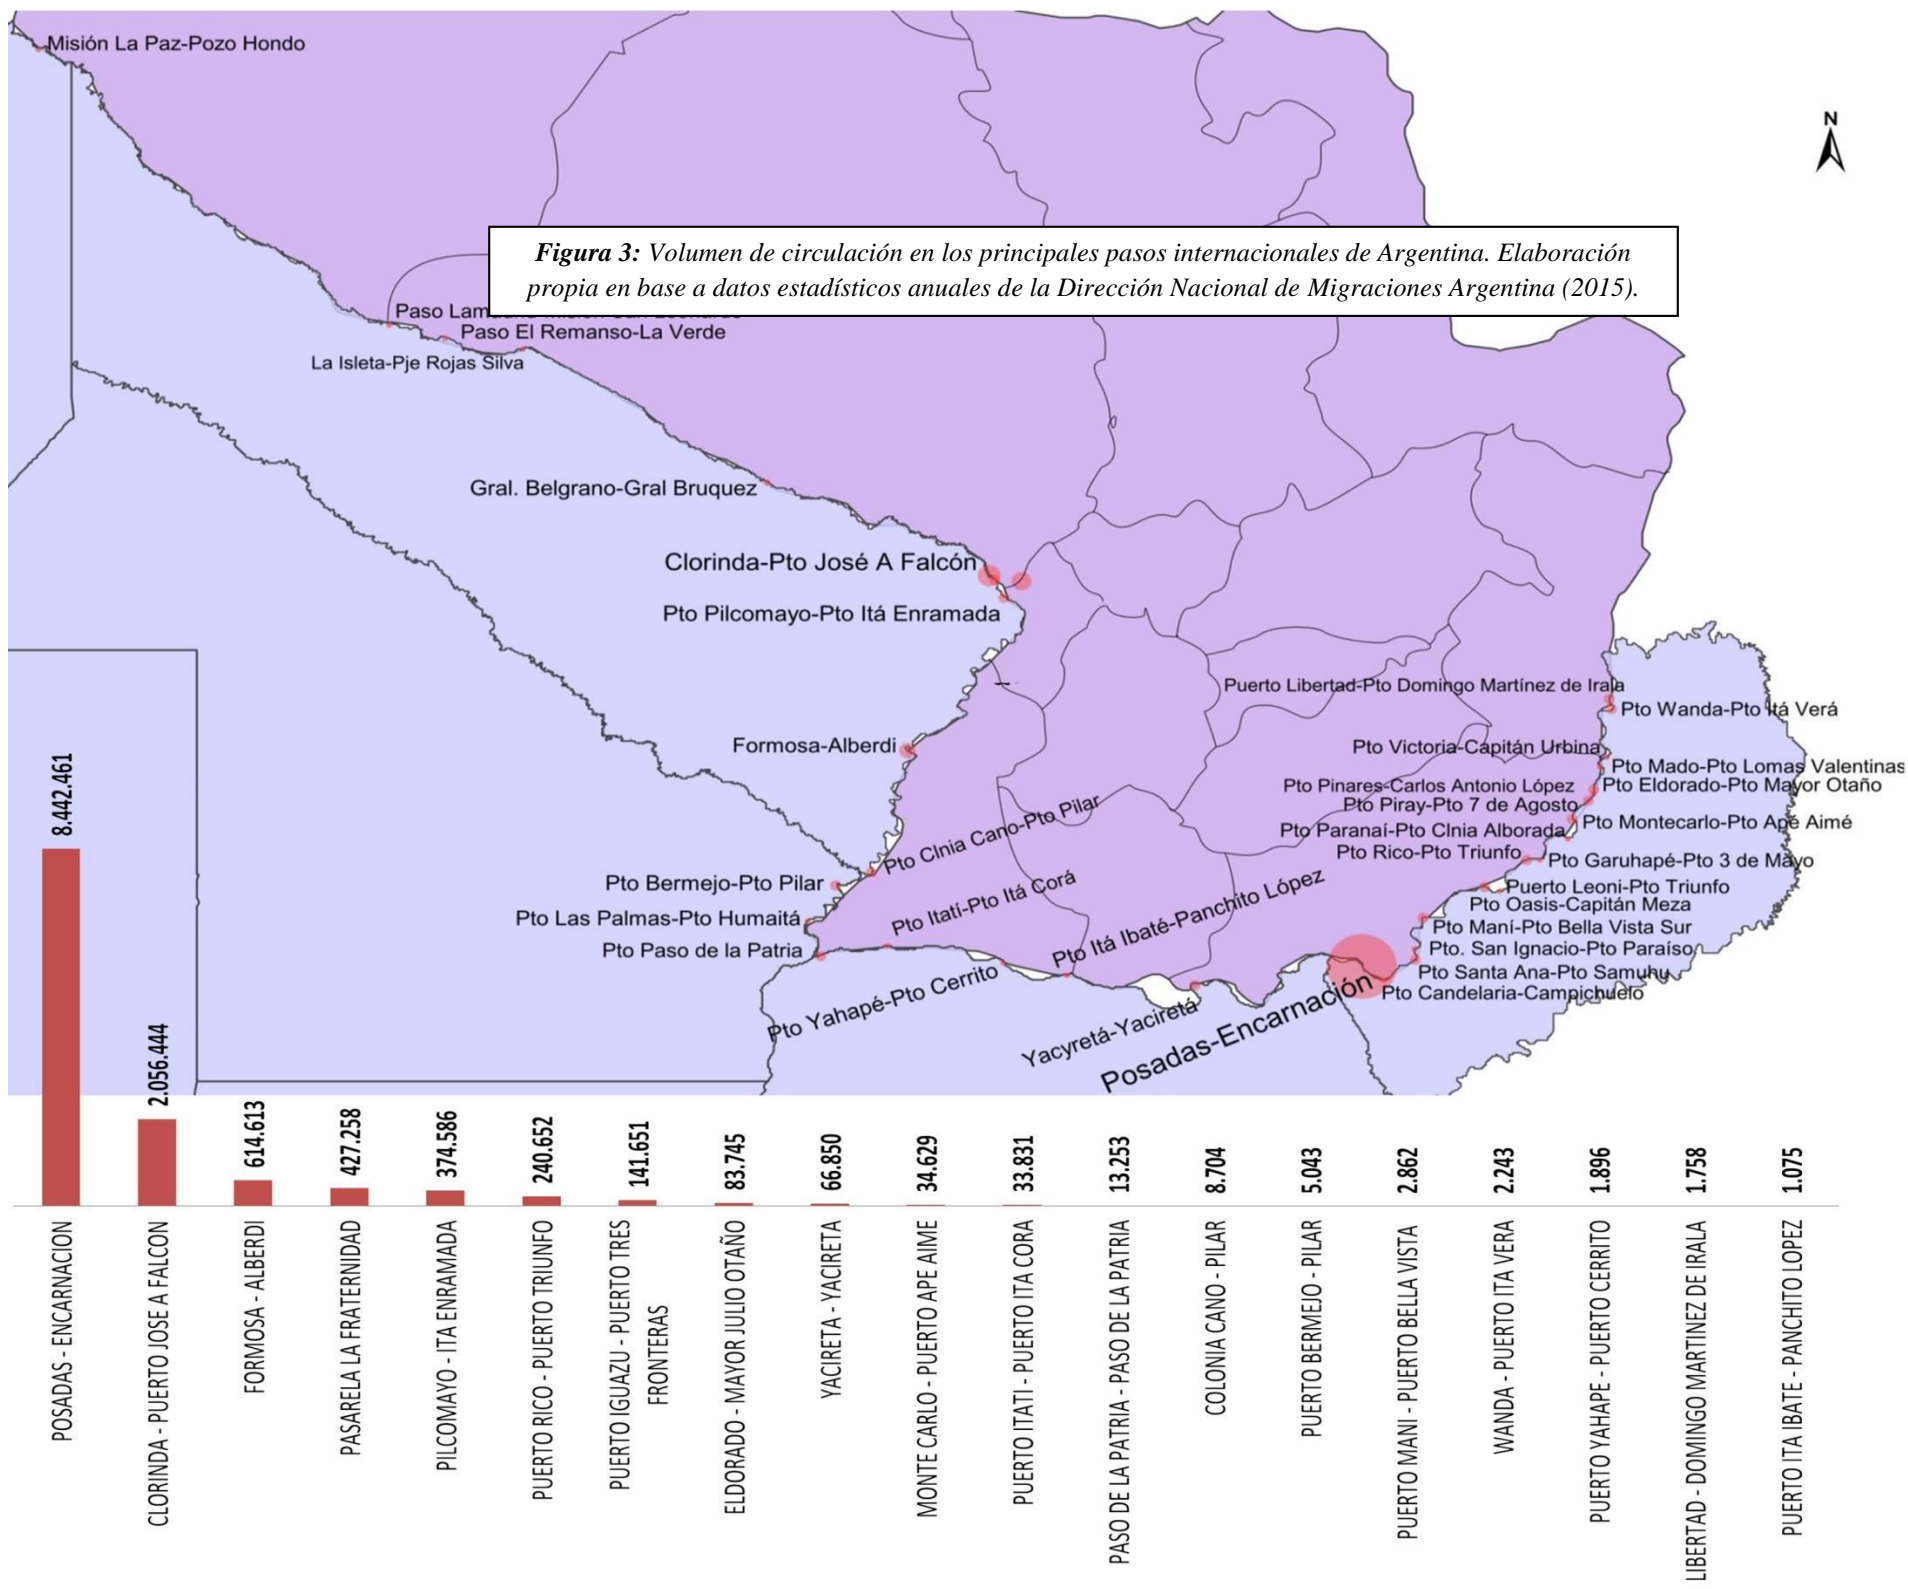 Misión La Paz-Pozo Hondo
N
Figura 3: Volumen de circulación en los principales pasos internacionales de Argentina. Elaboración
propia en base a datos estadísticos anuales de la Dirección Nacional de Migraciones Argentina (2015).
Paso
Paso El Remanso-La Verde
La Isleta-Pje Rojas Silva
Gral. Belgrano-Gral Bruquez
Clorinda-Pto José A Falcón
Pto Pilcomayo-Pto Itá Enramada
Puerto Libertad-Pto Domingo Martínez de Irala
Pto Wanda-Pto Itá Verá
Formosa-Alberdi
Pto Victoria-Capitán Urbina
Pto Mado-Pto Lomas Valentinas
Pto Pinares-Carlos Antonio López
Pto Eldorado-Pto Mayor Otaño
Pto Piray-Pto 7 de Agosto
Pto Montecarlo-Pto Ape Aimé
Pto Paranaí-Pto Clnia Alborada
Pto Rico-Pto Triunfo
Pto Garuhapé-Pto 3 de Mayo
Pto Clnia Cano-Pto Pilar
Pto Bermejo-Pto Pilar
Puerto Leoni-Pto Triunfo
Pto Oasis-Capitán Meza
Pto Itatí-Pto Itá Corá
Pto Las Palmas-Pto Humaitá
Pto Itá Ibaté-Panchito López
Pto Maní-Pto Bella Vista Sur
Pto Paso de la Patria
Pto. San Ignacio-Pto Paraíso
Pto Santa Ana-Pto Samuhu
Pto Candelaria-Campichuelo
Pto Yahapé-Pto Cerrito
Yacyretá-Yaciretá
Posadas-Encarnación
8.442.461
2.056.444
614.613
427.258
374.586
240.652
141.651
83.745
66.850
34.629
33.831
13.253
8.704
5.043
2.862
2.243
1.896
1.758
1.075
POSADAS - ENCARNACION
CLORINDA - PUERTO JOSE A FALCON
FORMOSA - ALBERDI
PASARELA LA FRATERNIDAD
PILCOMAYO - ITA ENRAMADA
PUERTO RICO - PUERTO TRIUNFO
PUERTO IGUAZU - PUERTO TRES
FRONTERAS
ELDORADO - MAYOR JULIO OTAÑO
YACIRETA - YACIRETA
MONTE CARLO - PUERTO APE AIME
PUERTO ITATI - PUERTO ITA CORA
PASO DE LA PATRIA - PASO DE LA PATRIA
COLONIA CANO - PILAR
PUERTO BERMEJO - PILAR
PUERTO MANI - PUERTO BELLA VISTA
WANDA - PUERTO ITA VERA
PUERTO YAHAPE - PUERTO CERRITO
LIBERTAD - DOMINGO MARTINEZ DE IRALA
PUERTO ITA IBATE - PANCHITO LOPEZ